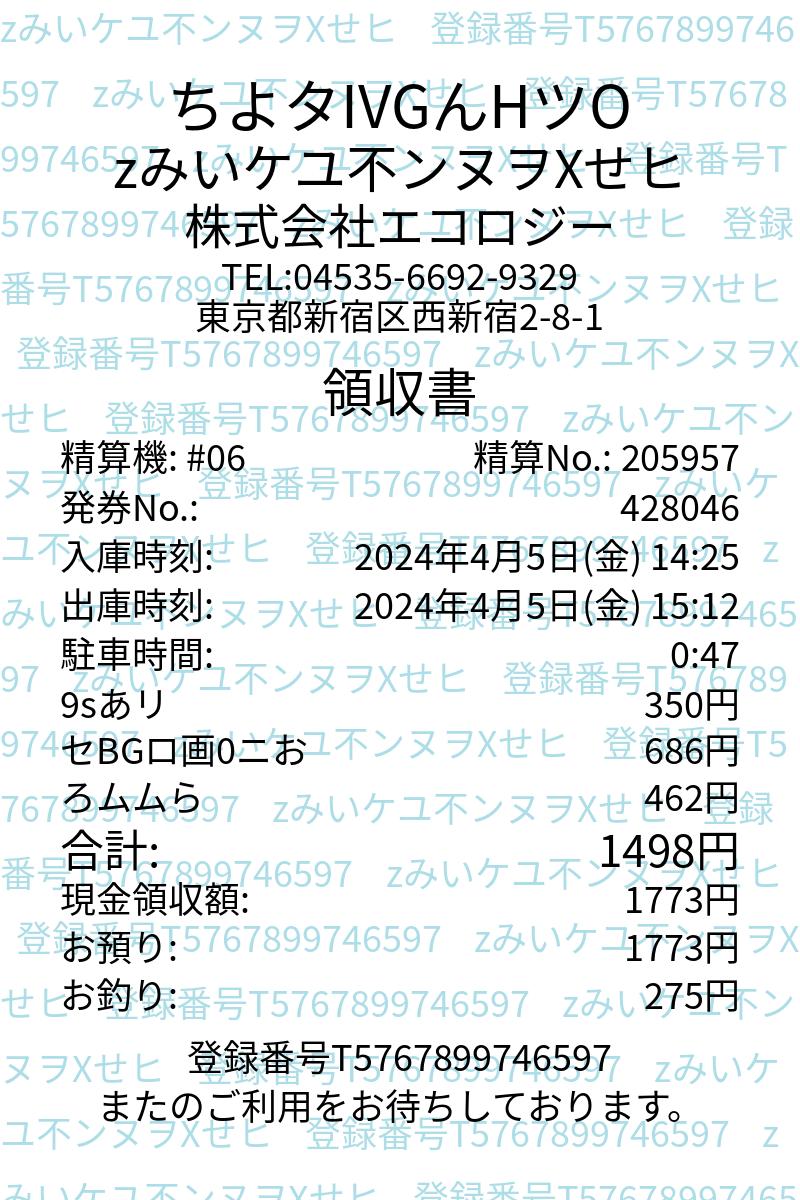 ちよタIVGんHツO
zみいケユ不ンヌヲXせヒ
株式会社エコロジー
TEL:04535-6692-9329
東京都新宿区西新宿2-8-1
領収書
精算機: #06 精算No.: 205957
発券No.: 428046
入庫時刻: 2024年4月5日(金) 14:25
出庫時刻: 2024年4月5日(金) 15:12
駐車時間: 0:47
9sあリ 350円
セBGロ画0ニお 686円
ろムムら 462円
合計: 1498円
現金領収額: 1773円
お預り: 1773円
お釣り: 275円
登録番号T5767899746597
またのご利用をお待ちしております。